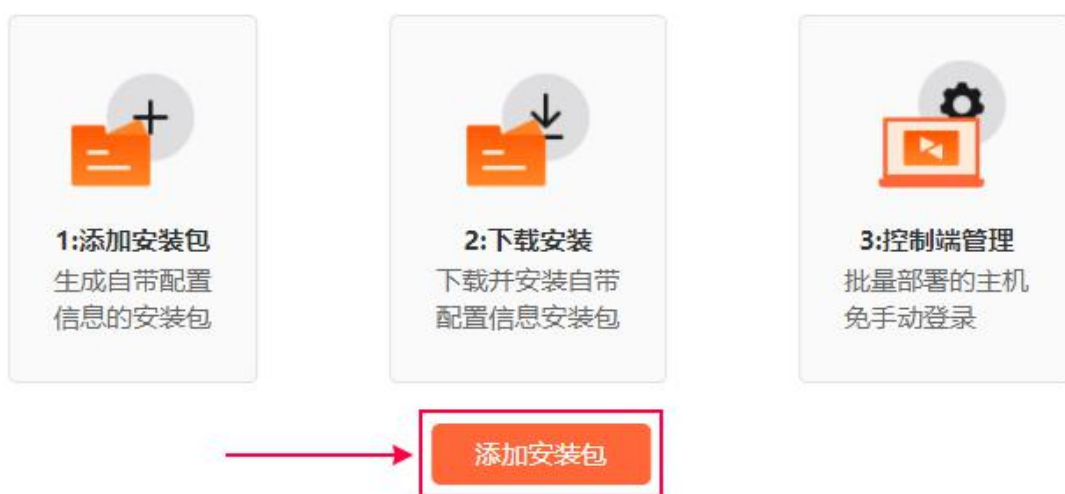 1:添加安装包
生成自带配置
信息的安装包
2:下载安装
下载并安装自带
配置信息安装包
3:控制端管理
批量部署的主机
免手动登录
添加安装包